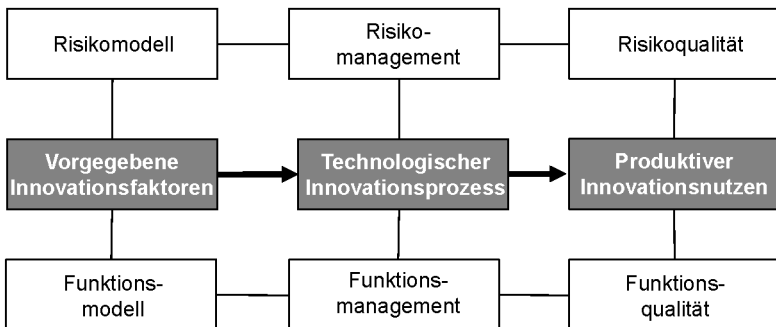 Risikomodell
Risiko-
management
Risikoqualität
Vorgegebene
Innovationsfaktoren
Technologischer
Innovationsprozess
Produktiver
Innovationsnutzen
Funktions-
modell
Funktions-
management
Funktions-
qualität